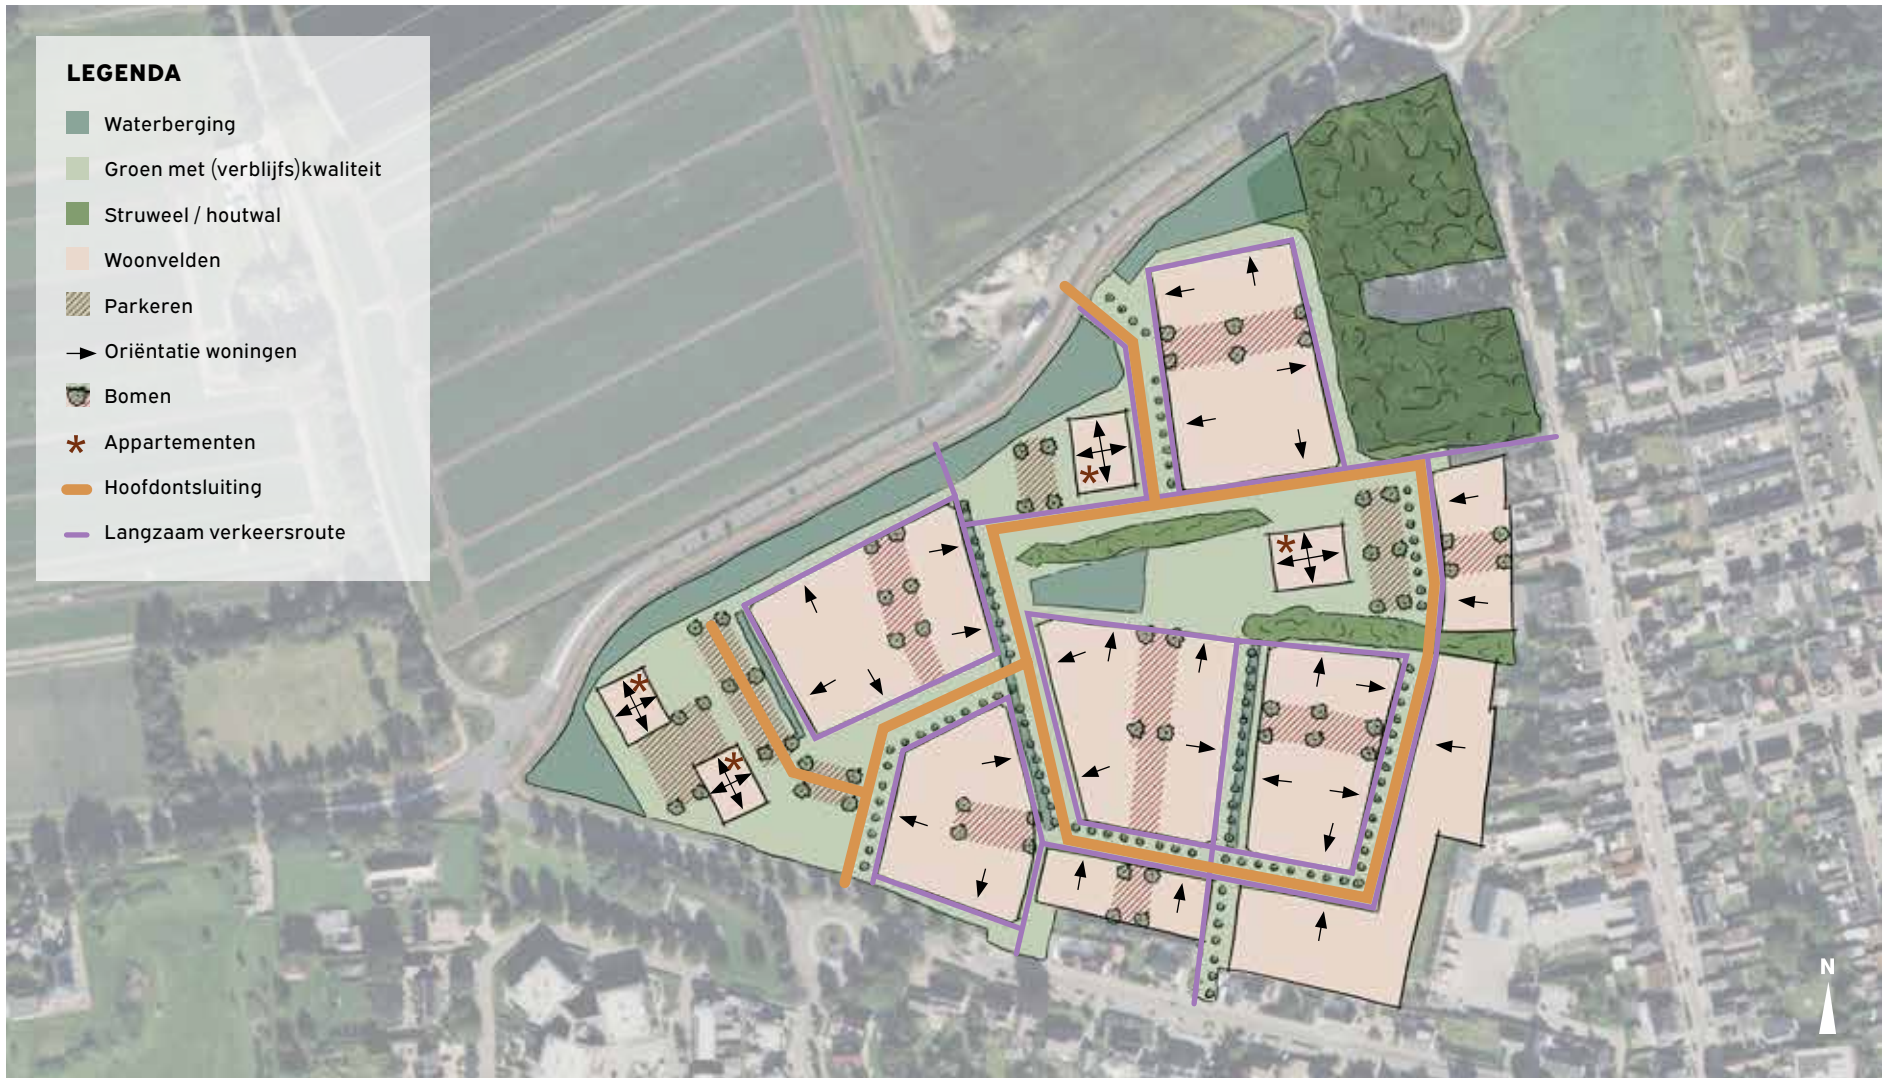 LEGENDA
Waterberging
Groen met (verblijfs)kwaliteit
Struweel / houtwal
Woonvelden
Parkeren
Oriëntatie woningen
Bomen
Appartementen
Hoofdontsluiting
Langzaam verkeersroute
N